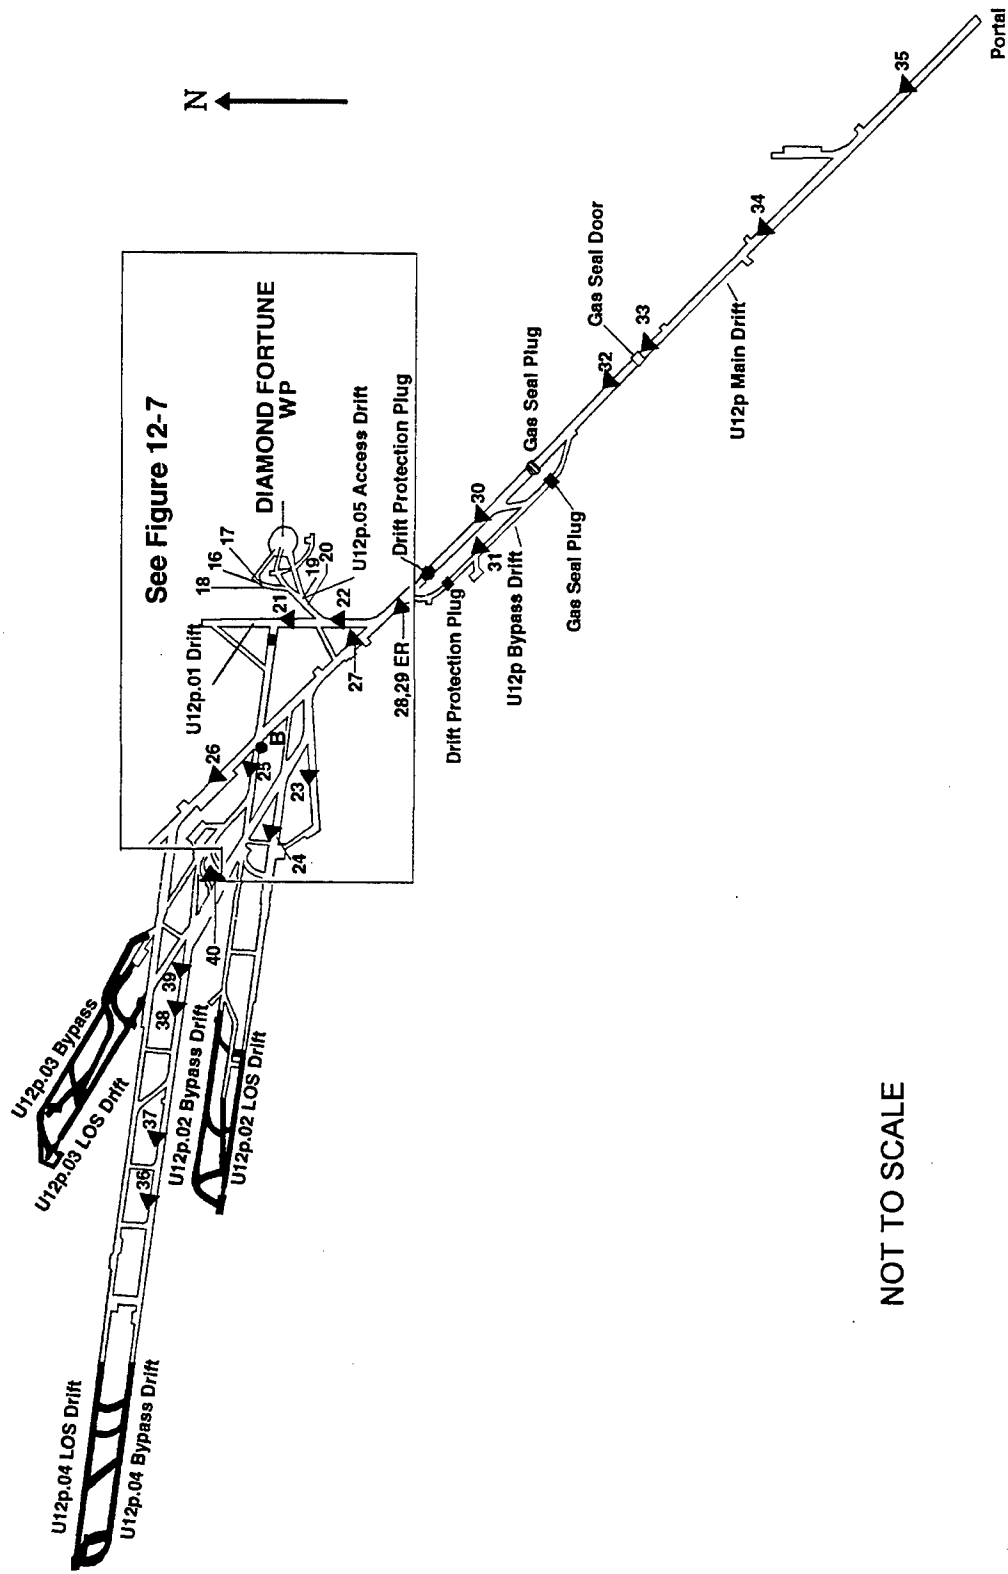 U12p.04 LOS Drift
U12p.04 Bypass Drift
U12p.03 Bypass
U12p.03 LOS Drift
36
37
38
39
40
U12p.02 Bypass Drift
U12p.02 LOS Drift
See Figure 12-7
26
25
B
24
23
U12p.01 Drift
21
22
18
16
17
DIAMOND FORTUNE
WP
19
20
U12p.05 Access Drift
27
28,29 ER
Drift Protection Plug
Drift Protection Plug
30
31
U12p Bypass Drift
Gas Seal Plug
Gas Seal Plug
32
Gas Seal Door
33
U12p Main Drift
34
35
Portal
N
NOT TO SCALE